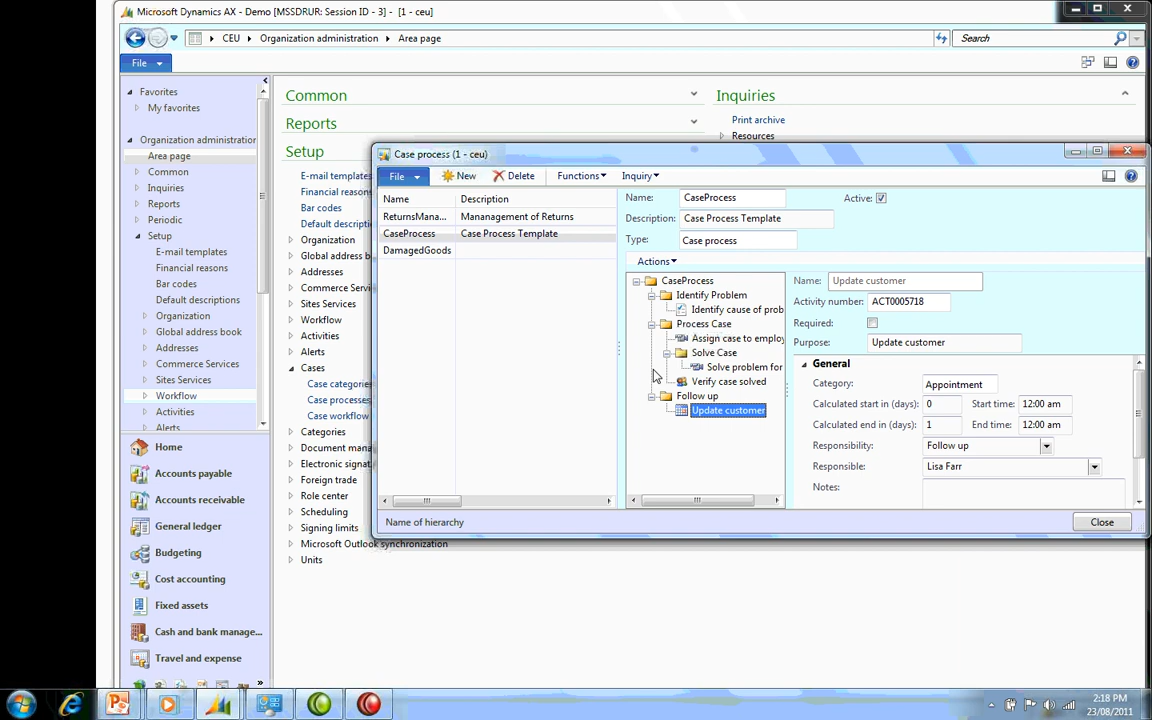 Microsoft Dynamics AX - Demo [MSSDRUR: Session ID - 3] - [1 - ceu]
CEU
Organization administration
Area page
Search
File
Favorites
My favorites
Organization administration
Area page
Common
Inquiries
Reports
Periodic
Setup
E-mail templates
Financial reasons
Bar codes
Default descriptions
Organization
Global address book
Addresses
Commerce Services
Sites Services
Workflow
Activities
Alerts
Home
Accounts payable
Accounts receivable
General ledger
Budgeting
Cost accounting
Fixed assets
Cash and bank manage...
Travel and expense
Common
Reports
Setup
E-mail templates
Financial reasons
Bar codes
Default descripti
Organization
Global address b
Addresses
Commerce Servi
Sites Services
Workflow
Activities
Alerts
Cases
Case categorie
Case processes
Case workflow
Categories
Document mana
Electronic signat
Foreign trade
Role center
Scheduling
Signing limits
Microsoft Outlook synchronization
Units
Inquiries
Print archive
Resources
Case process (1 - ceu)
File
New
Delete
Functions
Inquiry
Name
Description
ReturnsMana...
Mananagement of Returns
CaseProcess
Case Process Template
DamagedGoods
Name:
CaseProcess
Active:
Description:
Case Process Template
Type:
Case process
Actions
CaseProcess
Identify Problem
Identify cause of prob
Process Case
Assign case to employ
Solve Case
Solve problem for
Verify case solved
Follow up
Update customer
Name:
Update customer
Activity number:
ACT0005718
Required:
Purpose:
Update customer
General
Category:
Appointment
Calculated start in (days):
0
Start time:
12:00 am
Calculated end in (days):
1
End time:
12:00 am
Responsibility:
Follow up
Responsible:
Lisa Farr
Notes:
Name of hierarchy
Close
2:18 PM
23/08/2011